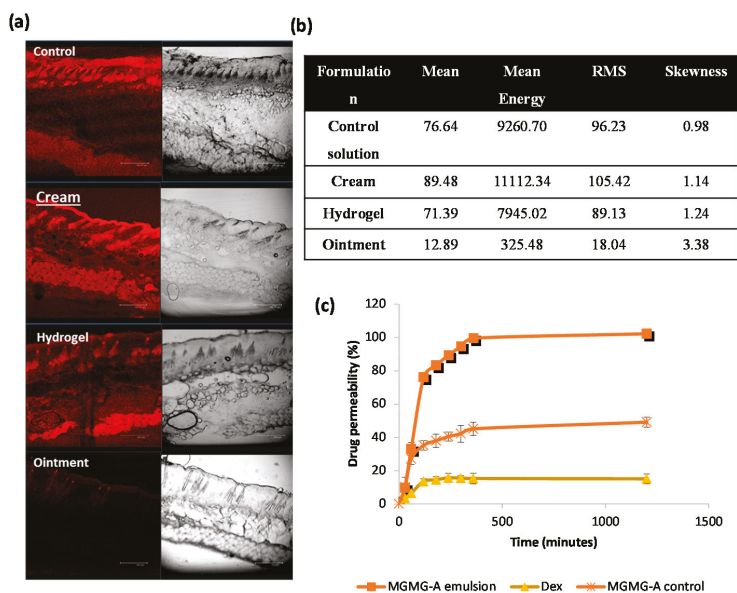 (a)
Control
Cream
Hydrogel
Ointment
(b)
Formulatio Mean Mean RMS Skewness
n Energy
Control 76.64 9260.70 96.23 0.98
solution
Cream 89.48 11112.34 105.42 1.14
Hydrogel 71.39 7945.02 89.13 1.24
Ointment 12.89 325.48 18.04 3.38
(c)
Drug permeability (%)
120
100
80
60
40
20
0
0 500 1000 1500
Time (minutes)
MGMG-A emulsion Dex MGMG-A control